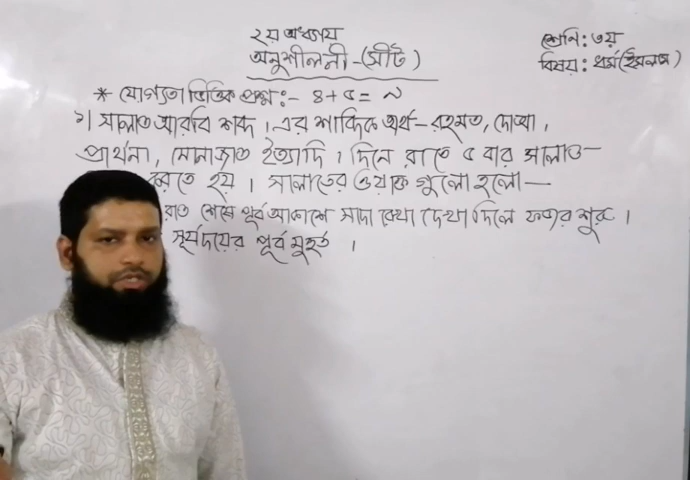 ২য় অধ্যায়
অনুশীলনী-(সীট)
শ্রেনি: ৩য়
বিষয়: ধর্ম(ইসলাম)
* যোগ্যতা ভিত্তিক প্রশ্ন:- ৪+৫=৯
১। সালাত আরবি শব্দ । এর শাব্দিক অর্থ- রহমত, দোআ ,
প্রার্থনা, মোনাজাত ইত্যাদি । দিনে রাতে ৫ বার সালাত-
করতে হয় । সালাতের ওয়াক্ত গুলো হলো-
রাত শেষে পূর্ব আকাশে সাদা রেখা দেখা দিলে ফজর শুরু ।
সূর্যদয়ের পূর্ব মুহূর্ত ।